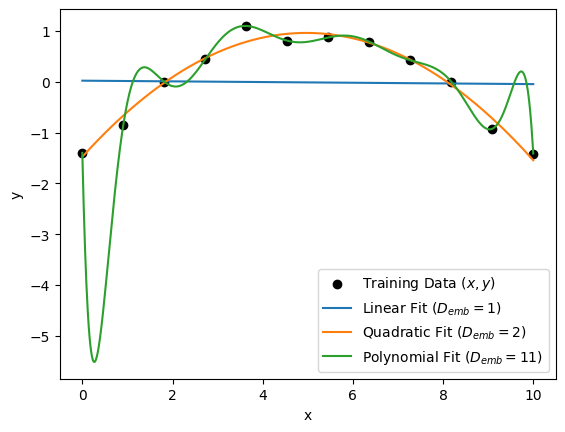 1
0
−1
−2
−3
−4
−5
y
0
2
4
6
8
10
x
Training Data (x, y)
Linear Fit (D_emb = 1)
Quadratic Fit (D_emb = 2)
Polynomial Fit (D_emb = 11)